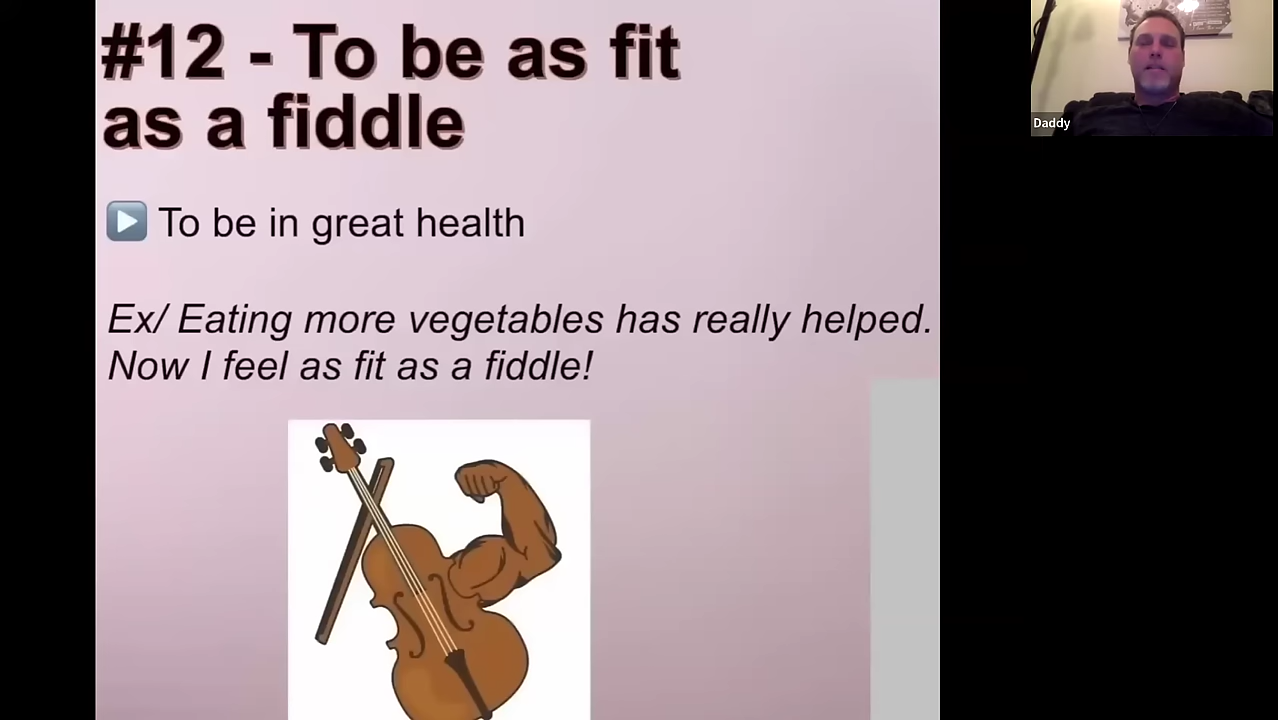 #12 - To be as fit
as a fiddle
To be in great health
Ex/ Eating more vegetables has really helped.
Now I feel as fit as a fiddle!
Daddy